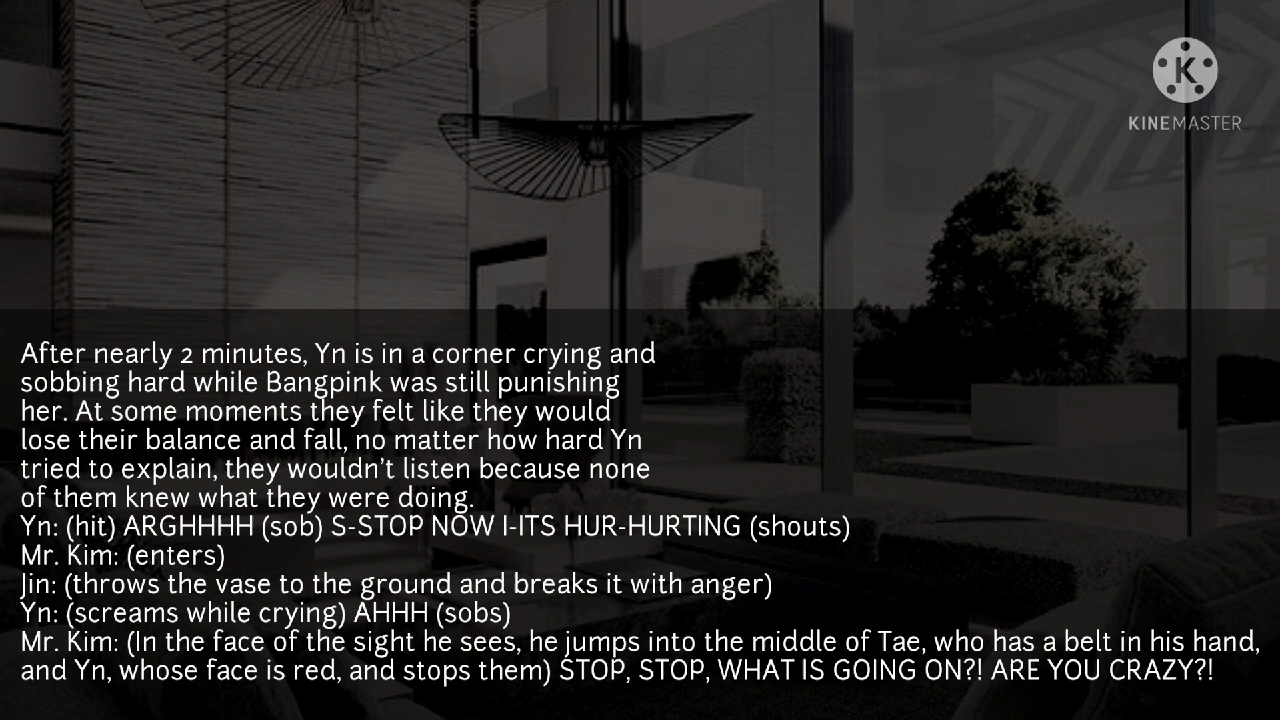 KINEMASTER
After nearly 2 minutes, Yn is in a corner crying and
sobbing hard while Bangpink was still punishing
her. At some moments they felt like they would
lose their balance and fall, no matter how hard Yn
tried to explain, they wouldn't listen because none
of them knew what they were doing.
Yn: (hit) ARGHHHH (sob) S-STOP NOW I-ITS HUR-HURTING (shouts)
Mr. Kim: (enters)
Jin: (throws the vase to the ground and breaks it with anger)
Yn: (screams while crying) AHHH (sobs)
Mr. Kim: (In the face of the sight he sees, he jumps into the middle of Tae, who has a belt in his hand,
and Yn, whose face is red, and stops them) STOP, STOP, WHAT IS GOING ON?! ARE YOU CRAZY?!